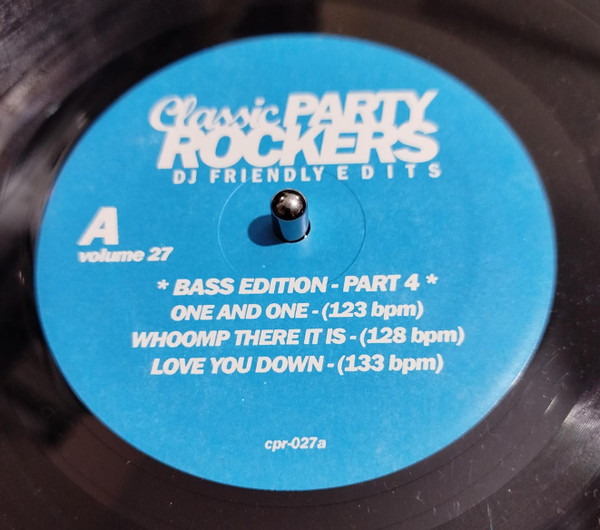 Classic PARTY
ROCKERS
DJ FRIENDLY EDITS
A
volume 27
* BASS EDITION - PART 4 *
ONE AND ONE - (123 bpm)
WHOOMP THERE IT IS - (128 bpm)
LOVE YOU DOWN - (133 bpm)
cpr-027a